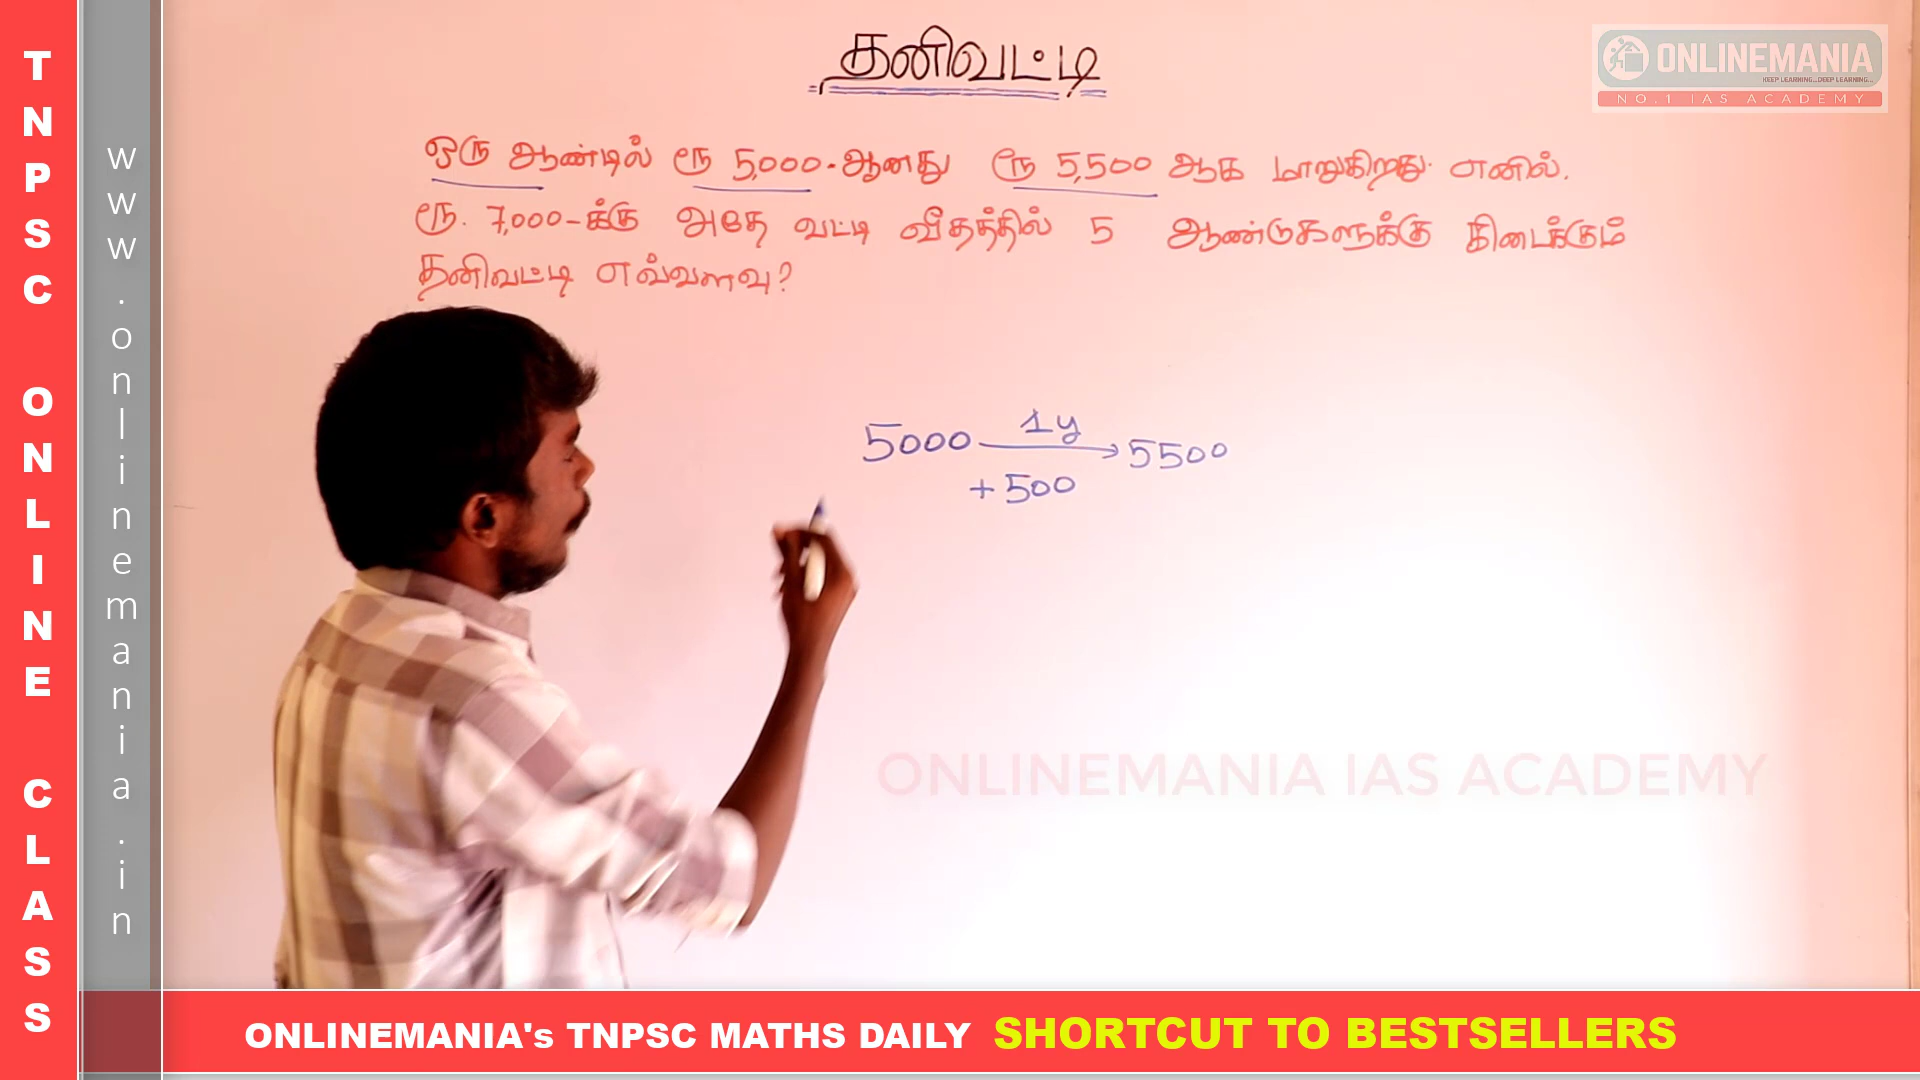 TNPSC ONLINE CLASS
www.onlinemania.in
தனிவட்டி
ONLINEMANIA
KEEP LEARNING...DEEP LEARNING...
NO.1 IAS ACADEMY
ஒரு ஆண்டில் ரூ 5,000-ஆனது ரூ 5,500 ஆக மாறுகிறது எனில்.
ரூ. 7,000-க்கு அதே வட்டி வீதத்தில் 5 ஆண்டுகளுக்கு கிடைக்கும்
தனிவட்டி எவ்வளவு?
1y
5000 → 5500
+500
ONLINEMANIA IAS ACADEMY
ONLINEMANIA's TNPSC MATHS DAILY SHORTCUT TO BESTSELLERS